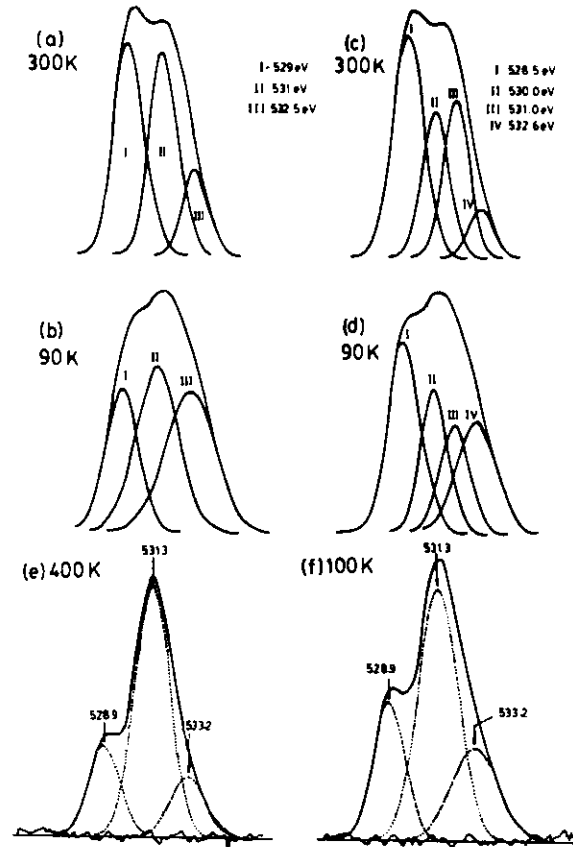 (a)
300K
I - 529eV
II 531eV
III 532.5eV
I
II
III
(c)
300K
I 528.5eV
II 530.0eV
III 531.0eV
IV 532.6eV
I
II
III
IV
(b)
90K
I
II
III
(d)
90K
I
II
III
IV
(e) 400K
528.9
531.3
533.2
(f) 100K
528.9
531.3
533.2